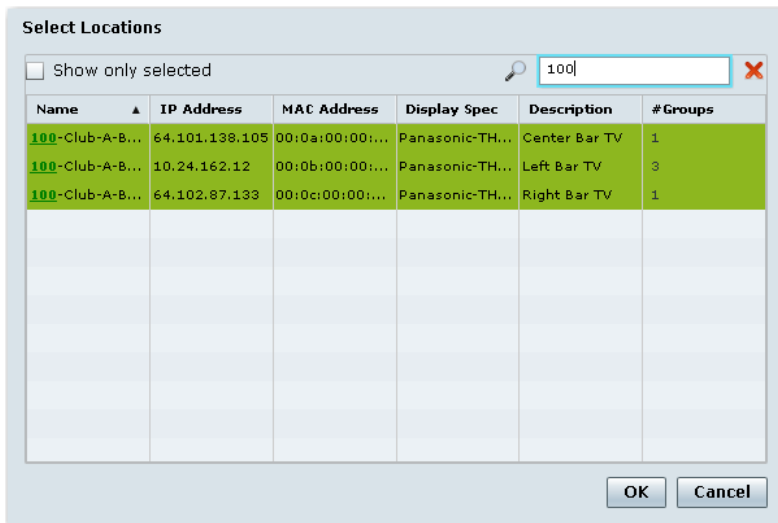 Select Locations
Show only selected 100
Name IP Address MAC Address Display Spec Description #Groups
100-Club-A-B... 64.101.138.105 00:0a:00:00:... Panasonic-TH... Center Bar TV 1
100-Club-A-B... 10.24.162.12 00:0b:00:00:... Panasonic-TH... Left Bar TV 3
100-Club-A-B... 64.102.87.133 00:0c:00:00:... Panasonic-TH... Right Bar TV 1
OK Cancel